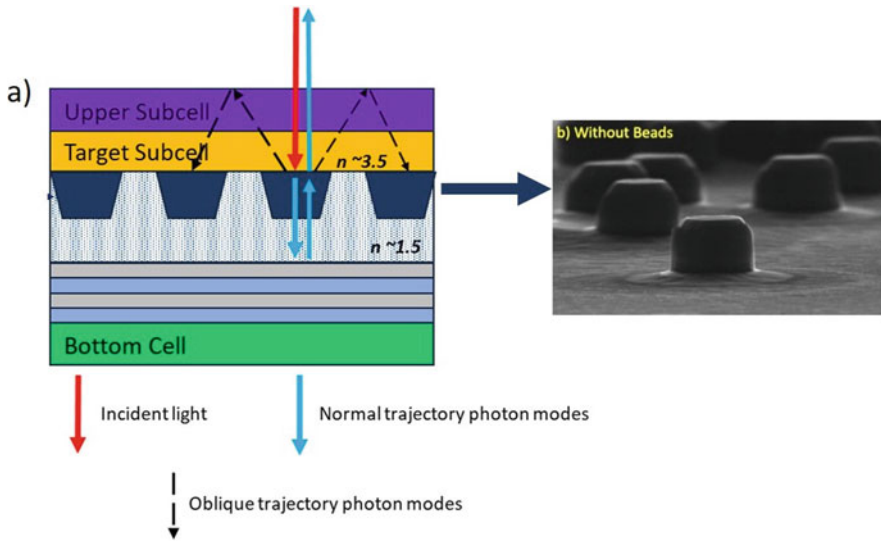 a)
Upper Subcell
Target Subcell
n ~3.5
n ~1.5
Bottom Cell
b) Without Beads
Incident light
Normal trajectory photon modes
Oblique trajectory photon modes